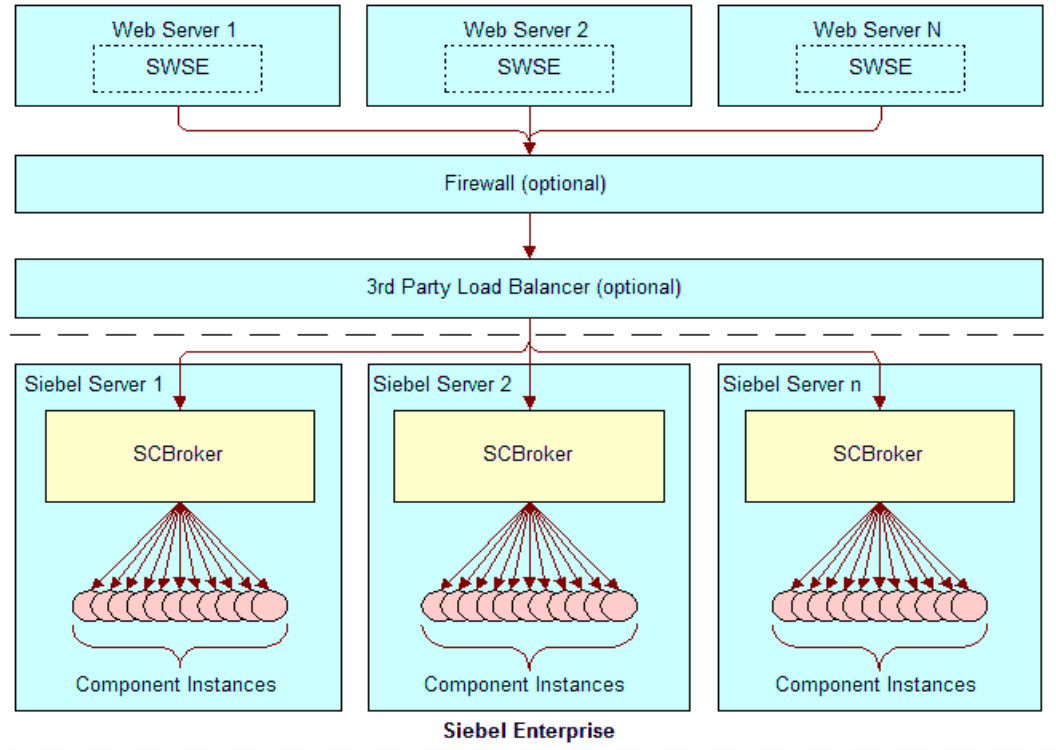 Web Server 1
SWSE
Web Server 2
SWSE
Web Server N
SWSE
Firewall (optional)
3rd Party Load Balancer (optional)
Siebel Server 1
SCBroker
Component Instances
Siebel Server 2
SCBroker
Component Instances
Siebel Server n
SCBroker
Component Instances
Siebel Enterprise